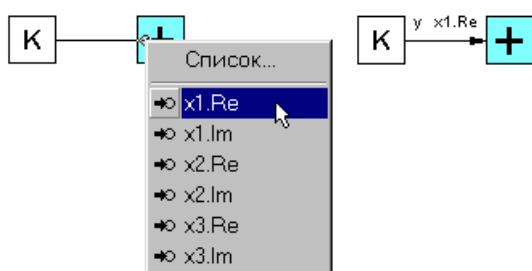 K +
Список...
x1.Re
x1.Im
x2.Re
x2.Im
x3.Re
x3.Im
K y x1.Re +